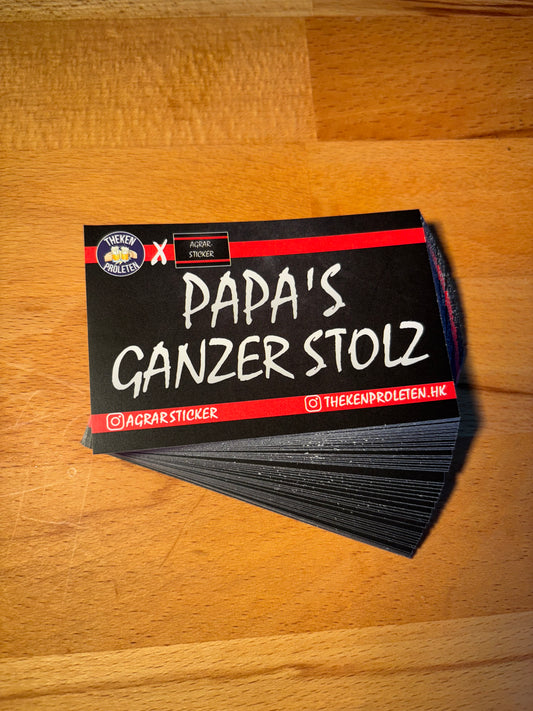 THEKEN
PROLETEN
X
AGRAR
STICKER
PAPA'S
GANZER STOLZ
AGRARSTICKER
THEKENPROLETEN.HK